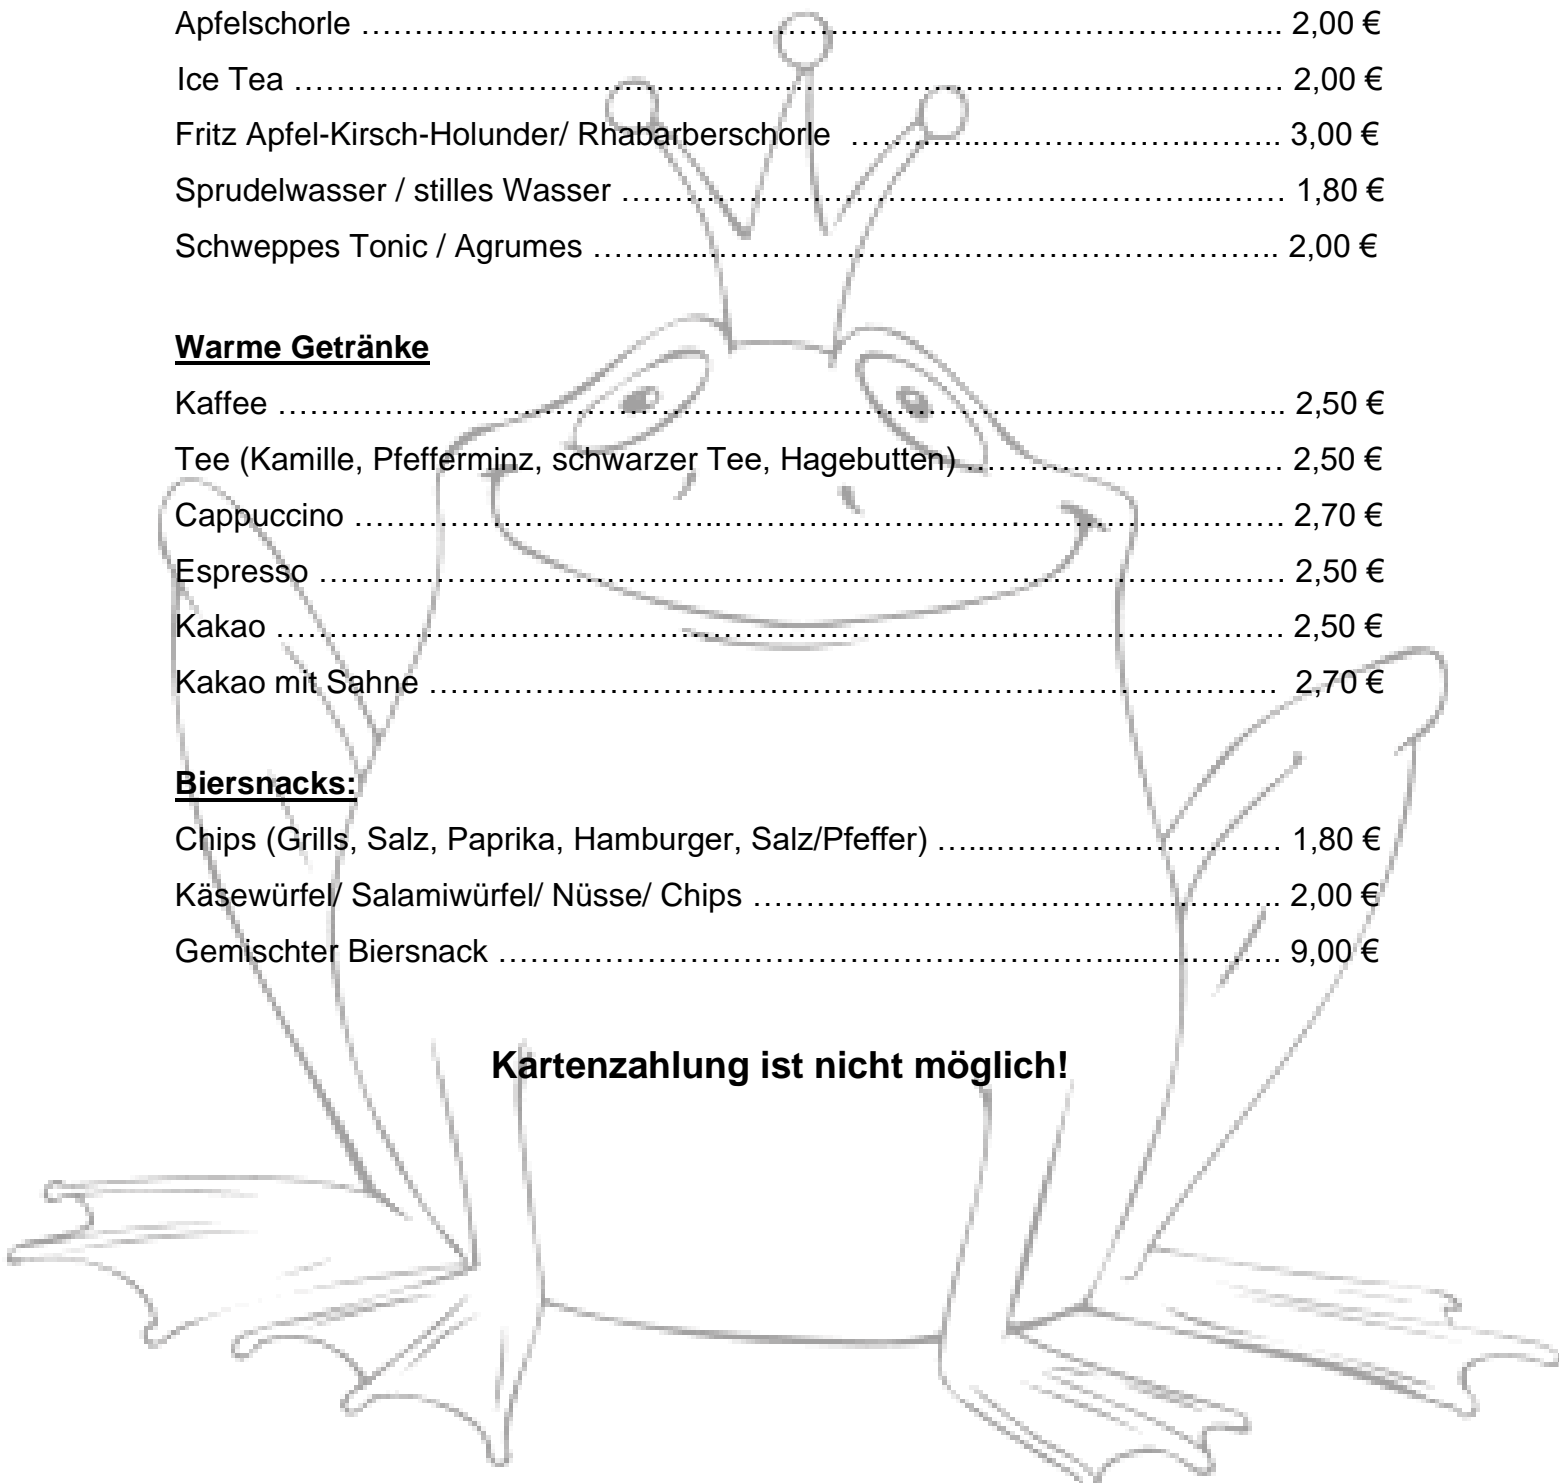 Apfelschorle …………………………………………………………………………….. 2,00 €
Ice Tea ………………………………………………………………………………… 2,00 €
Fritz Apfel-Kirsch-Holunder/ Rhabarberschorle ………...………………..…….. 3,00 €
Sprudelwasser / stilles Wasser ………………………………………………...…… 1,80 €
Schweppes Tonic / Agrumes ……......…………………………………………….. 2,00 €
Warme Getränke
Kaffee ………………………………………………………………………………….. 2,50 €
Tee (Kamille, Pfefferminz, schwarzer Tee, Hagebutten) ………………………… 2,50 €
Cappuccino …………………………………………………………………………… 2,70 €
Espresso ……………………………………………………………………………… 2,50 €
Kakao ………………………………………………………………………………… 2,50 €
Kakao mit Sahne ……………………………………………………………………. 2,70 €
Biersnacks:
Chips (Grills, Salz, Paprika, Hamburger, Salz/Pfeffer) …...……………………… 1,80 €
Käsewürfel/ Salamiwürfel/ Nüsse/ Chips …………………………………………. 2,00 €
Gemischter Biersnack ………………………………………………......………….. 9,00 €
Kartenzahlung ist nicht möglich!